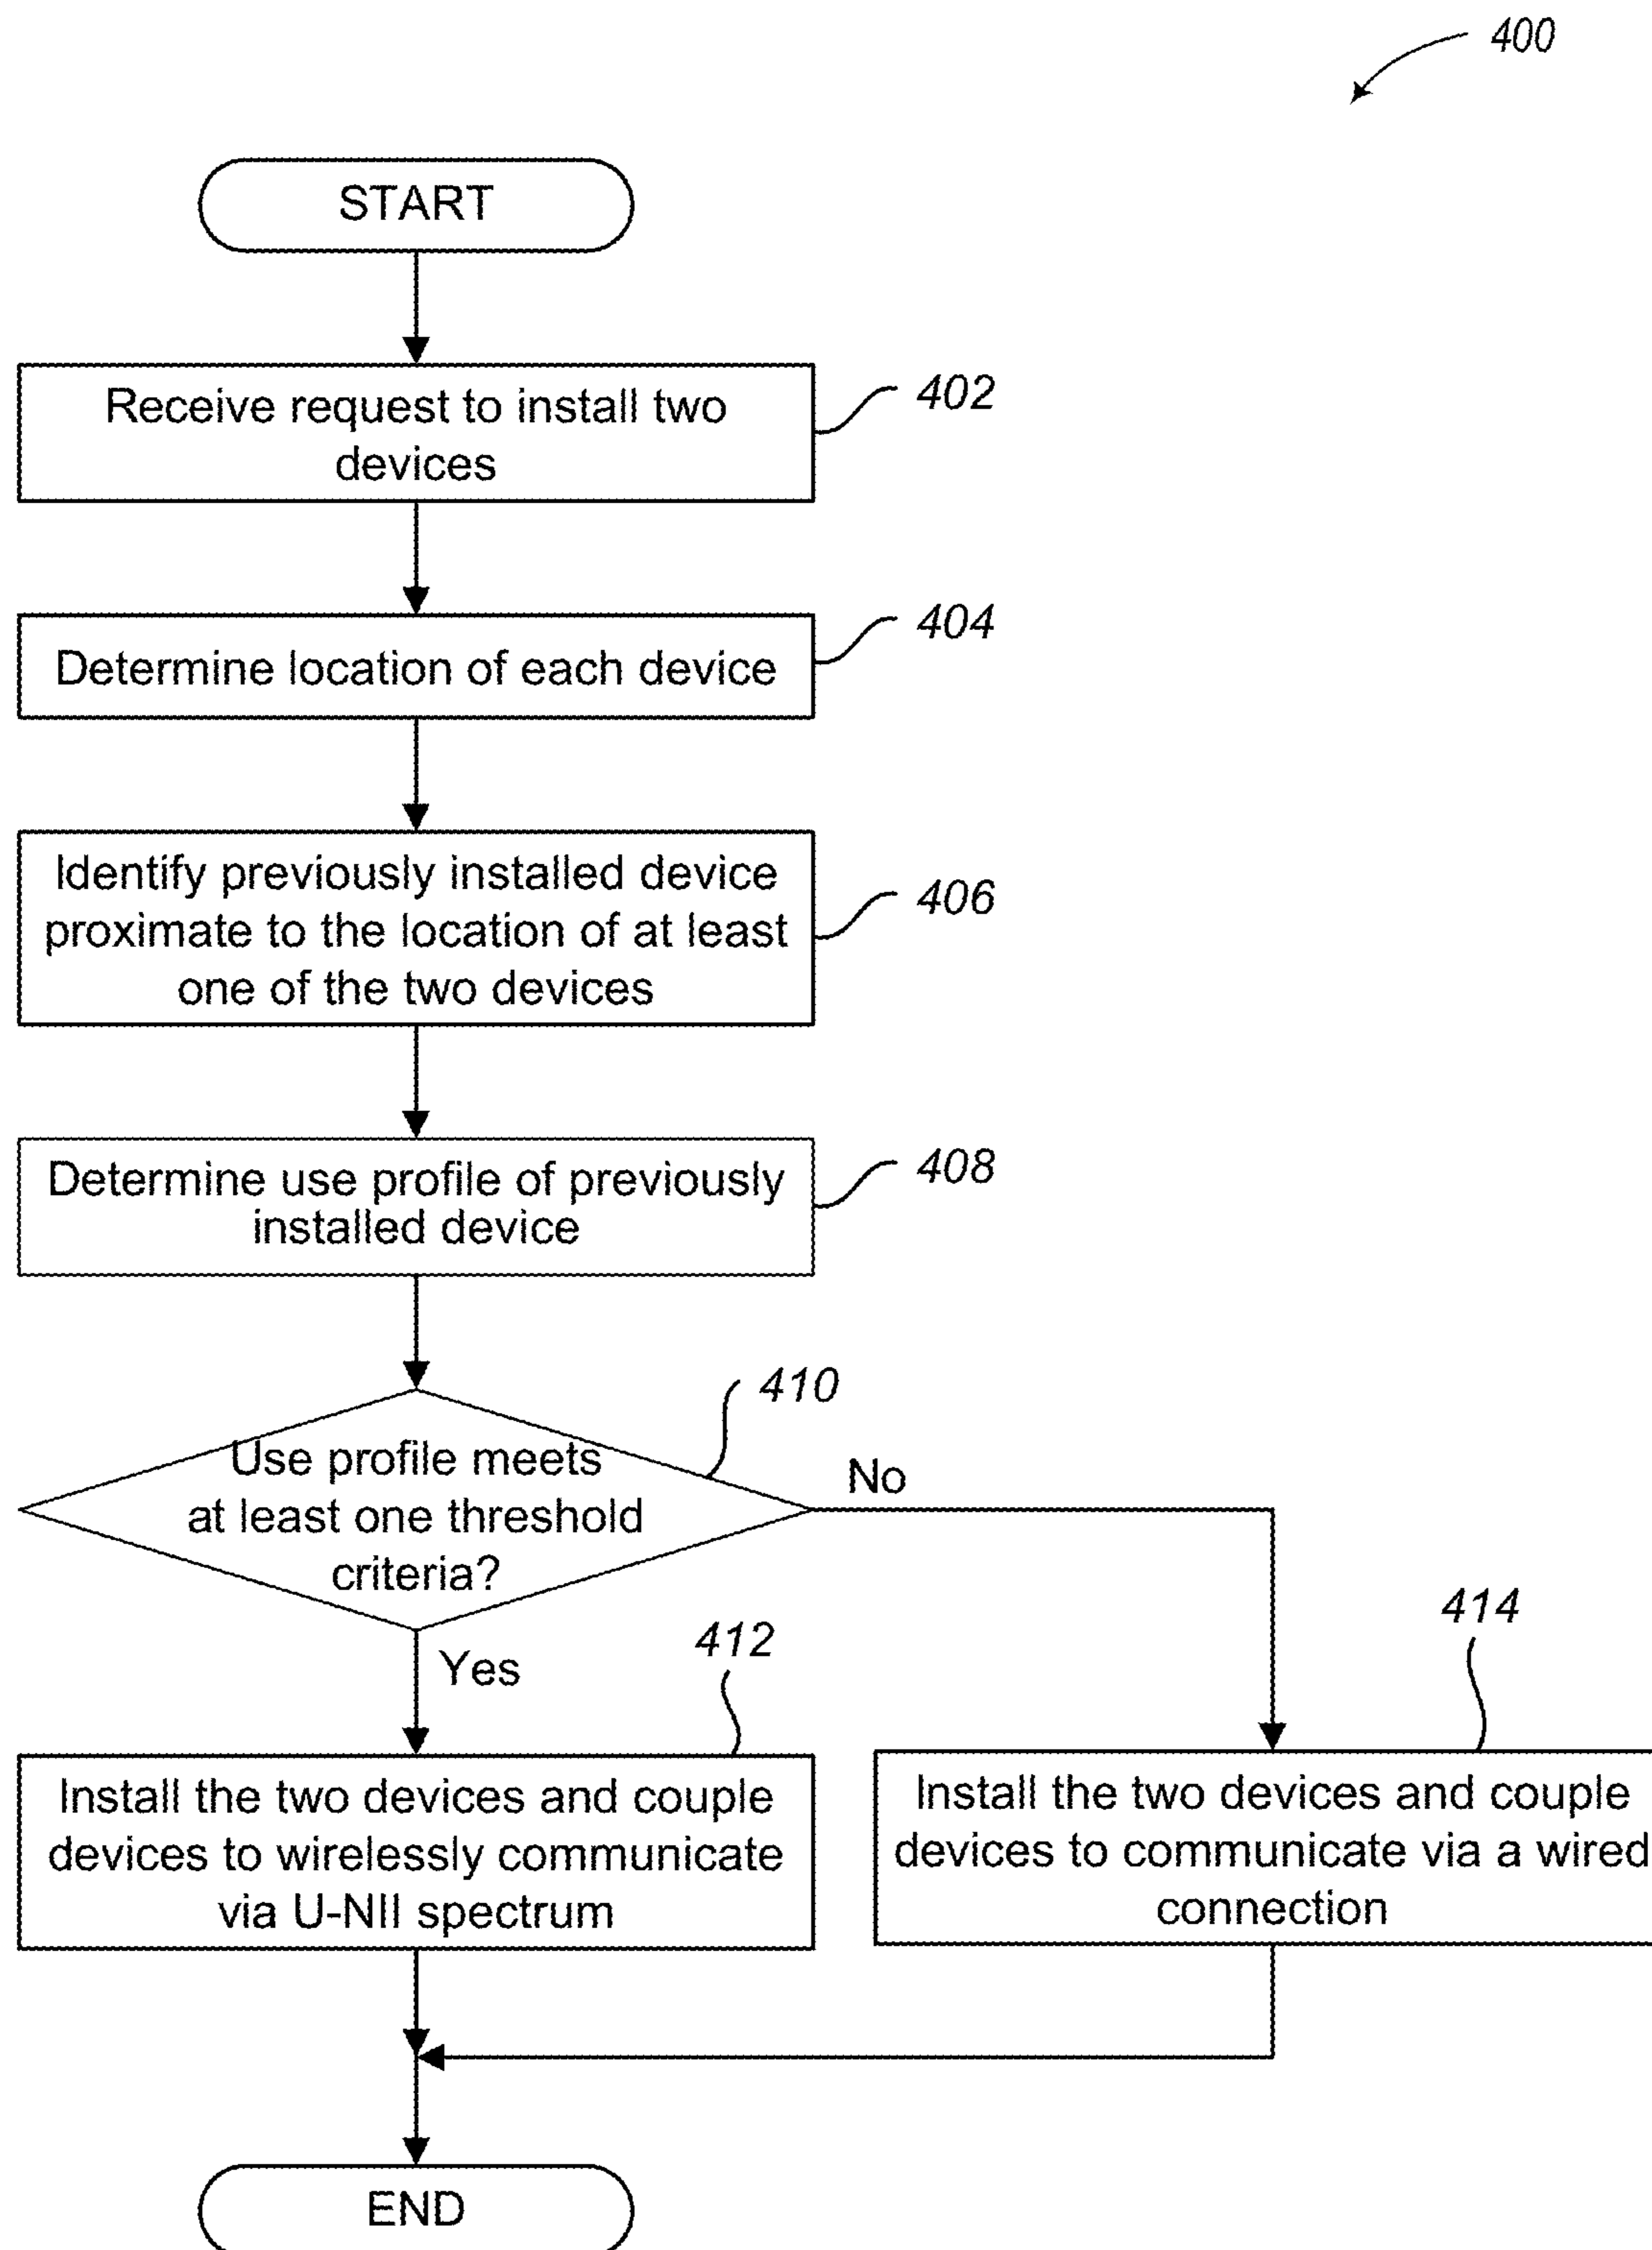 400
START
Receive request to install two
devices
402
Determine location of each device
404
Identify previously installed device
proximate to the location of at least
one of the two devices
406
Determine use profile of previously
installed device
408
Use profile meets
at least one threshold
criteria?
410
No
Yes
412
Install the two devices and couple
devices to wirelessly communicate
via U-NII spectrum
414
Install the two devices and couple
devices to communicate via a wired
connection
END